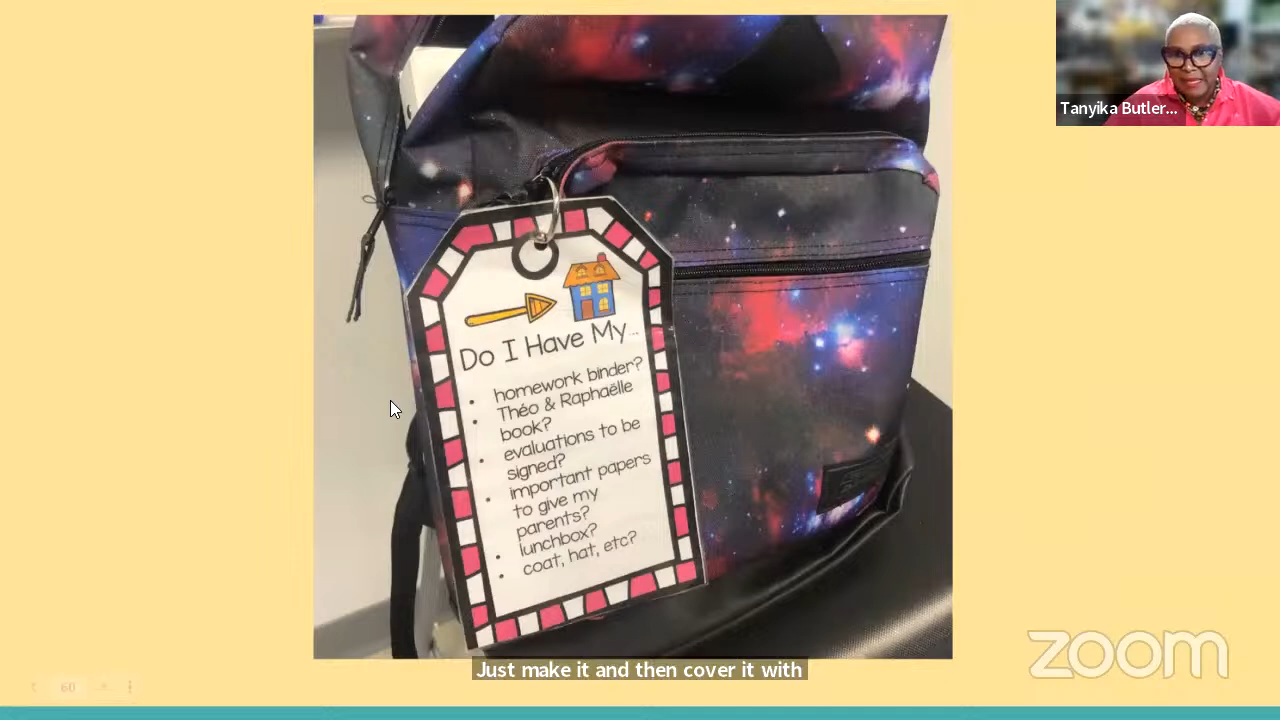 Tanyika Butler...
Do I Have My...
• homework binder?
• Théo & Raphaëlle
book?
• evaluations to be
signed?
• important papers
to give my
parents?
• lunchbox?
• coat, hat, etc?
Just make it and then cover it with
zoom
60